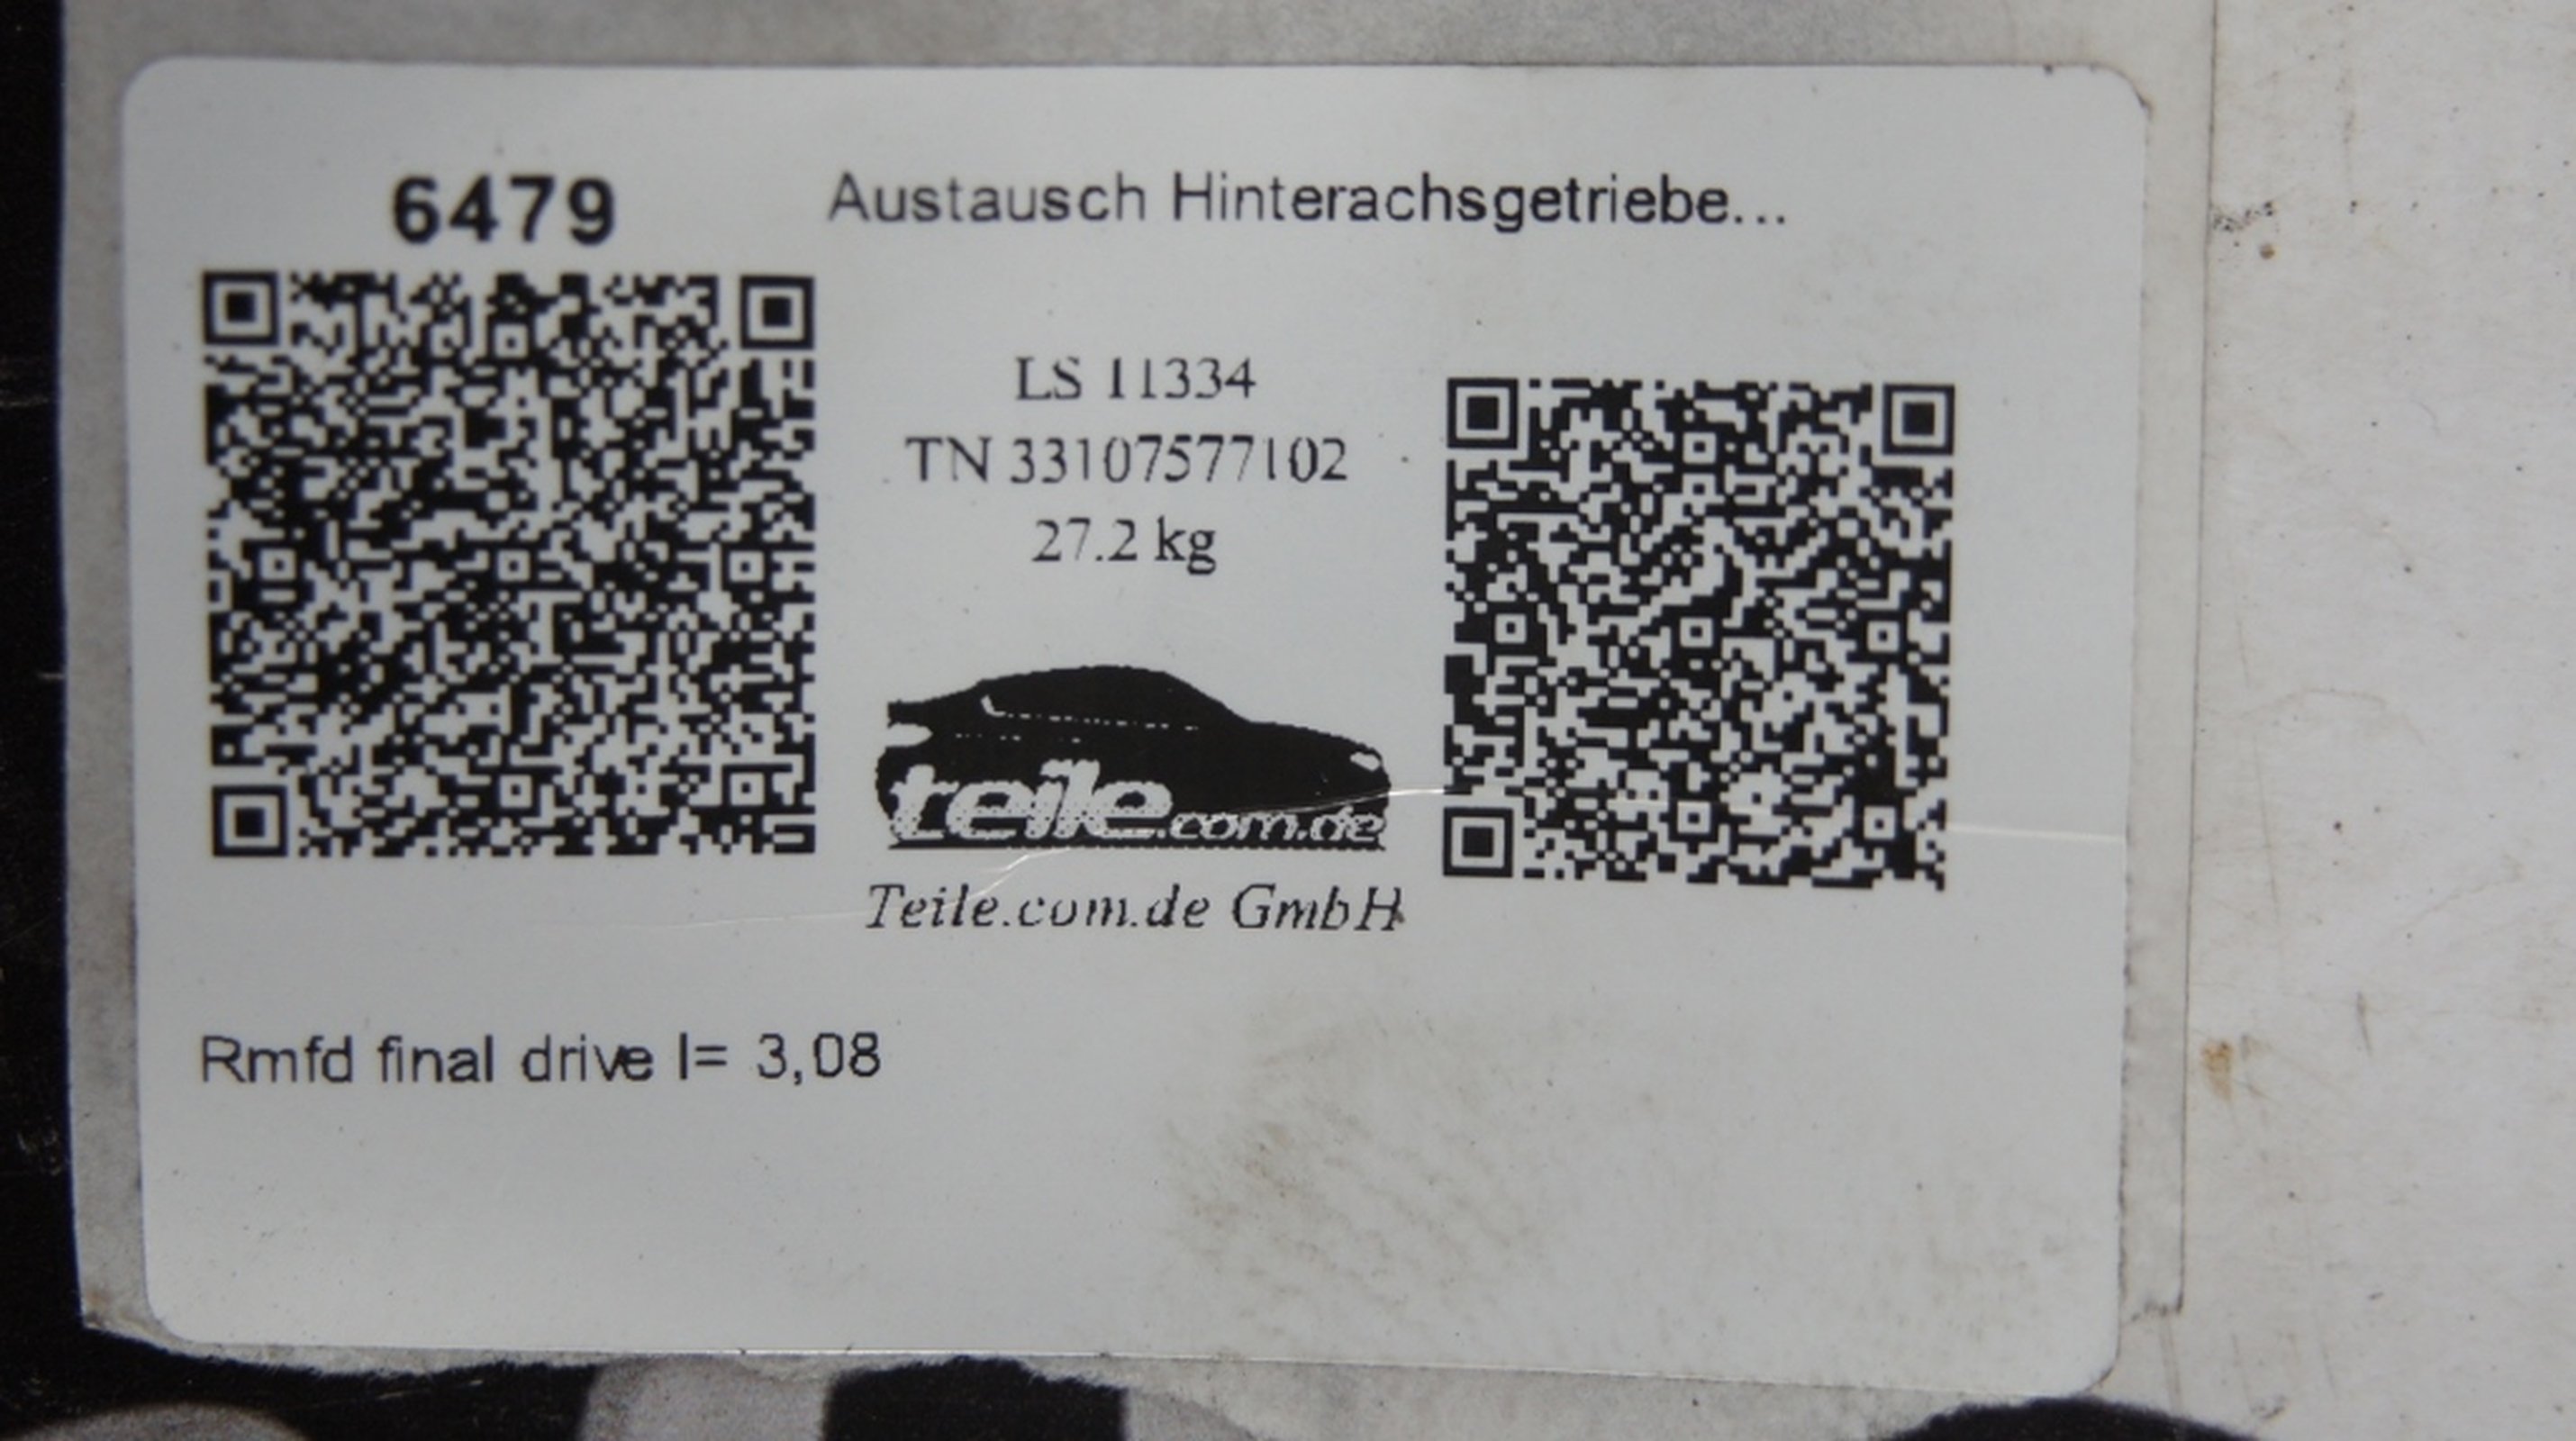 6479
Austausch Hinterachsgetriebe...
LS 11334
TN 33107577102
27.2 kg
teile.com.de
Teile.com.de GmbH
Rmfd final drive I= 3,08